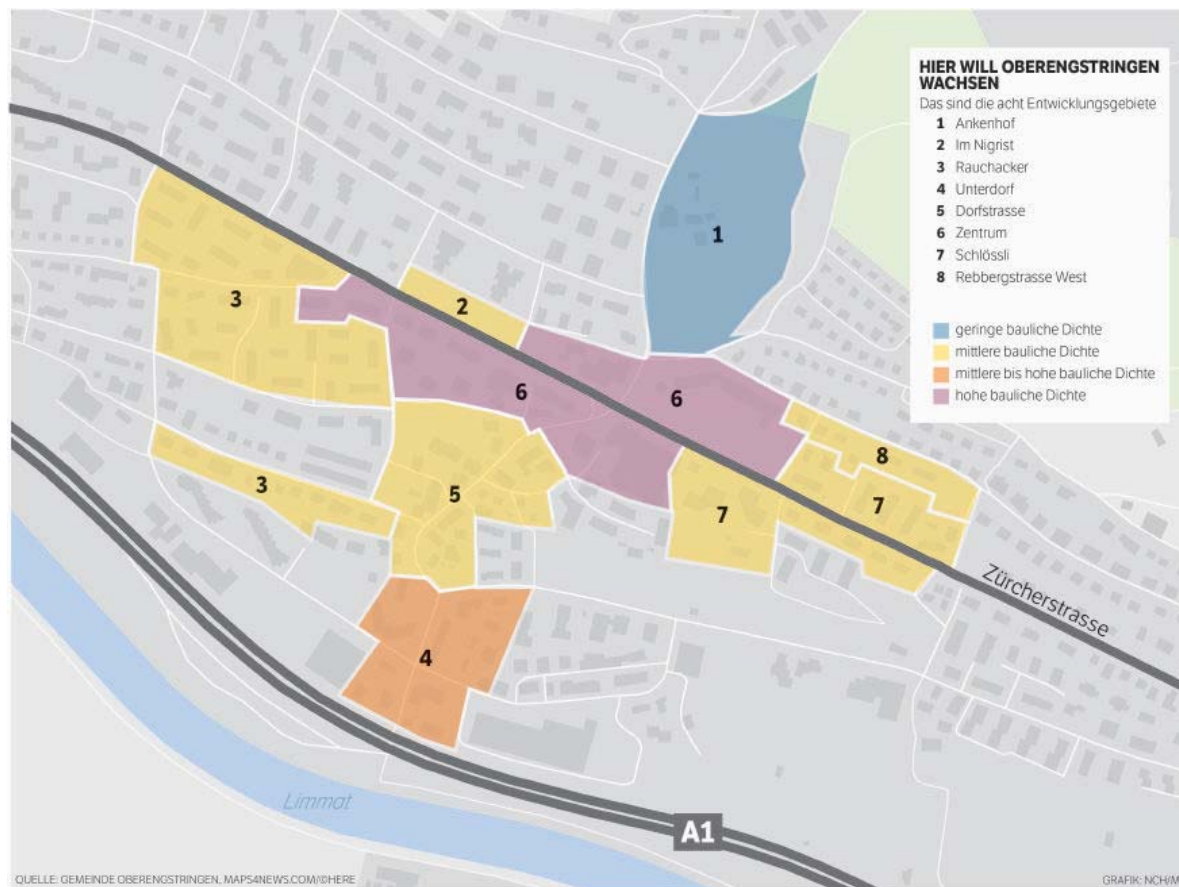 HIER WILL OBERENGSTRINGEN
WACHSEN
Das sind die acht Entwicklungsgebiete
1 Ankenhof
2 Im Nigrist
3 Rauchacker
4 Unterdorf
5 Dorfstrasse
6 Zentrum
7 Schlössli
8 Rebbergstrasse West
geringe bauliche Dichte
mittlere bauliche Dichte
mittlere bis hohe bauliche Dichte
hohe bauliche Dichte
1
2
3
6
6
8
3
5
7
7
4
Zürcherstrasse
Limmat
A1
QUELLE: GEMEINDE OBERENGSTRINGEN, MAPS4NEWS.COM/©HERE
GRAFIK: NCH/M